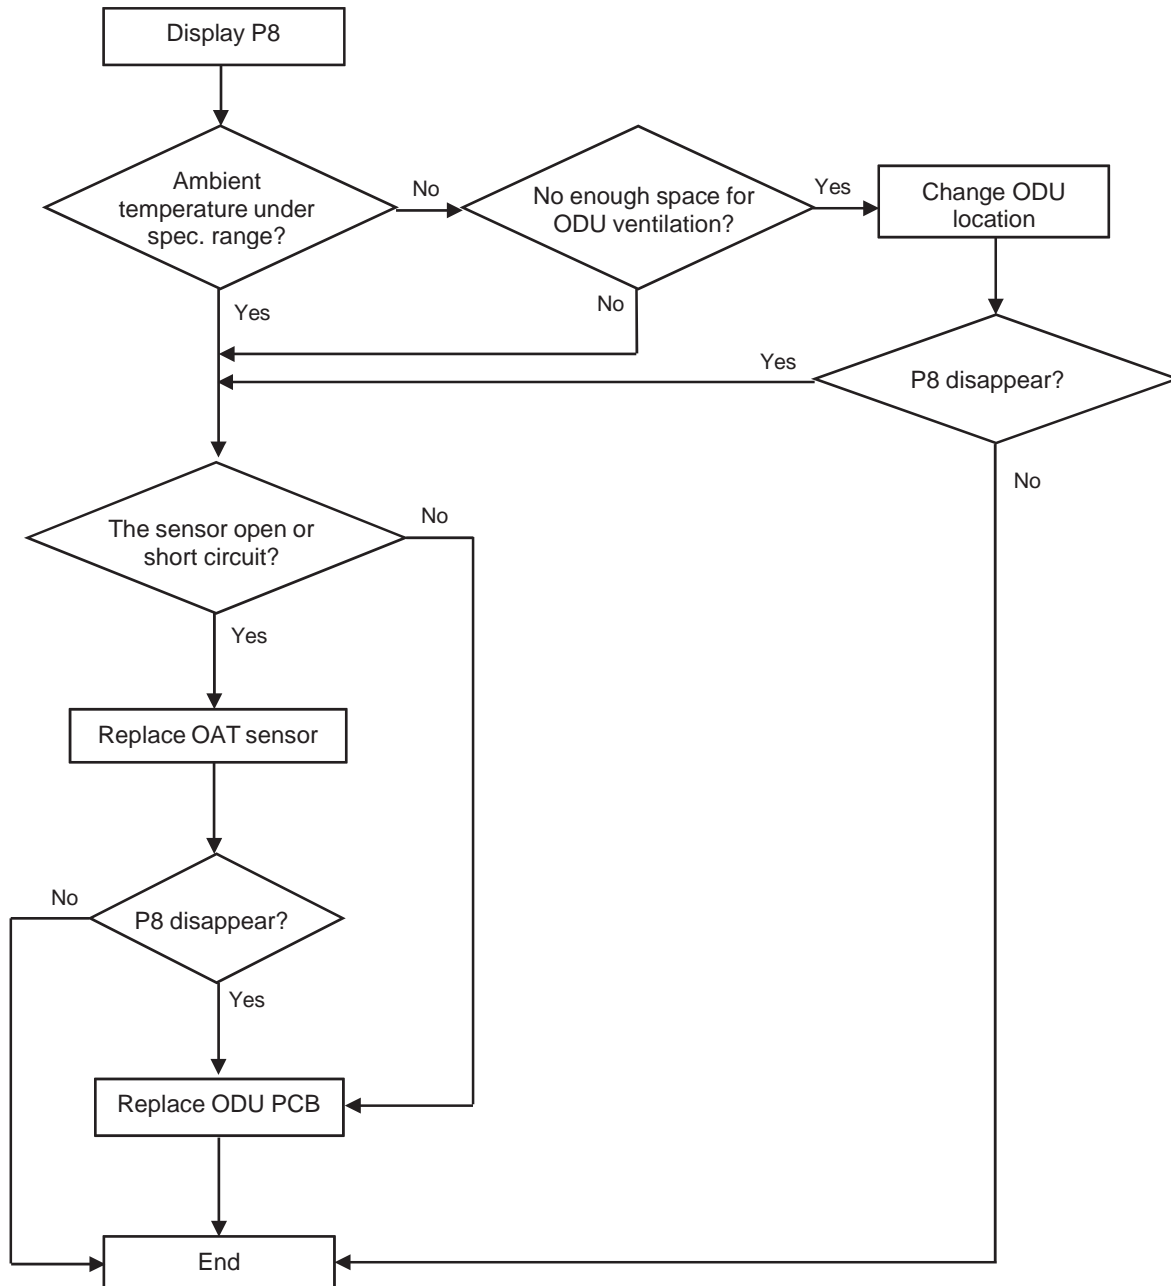 Display P8
Ambient
temperature under
spec. range?
No
No enough space for
ODU ventilation?
Yes
Change ODU
location
Yes
No
Yes
P8 disappear?
No
The sensor open or
short circuit?
No
Yes
Replace OAT sensor
No
P8 disappear?
Yes
Replace ODU PCB
End